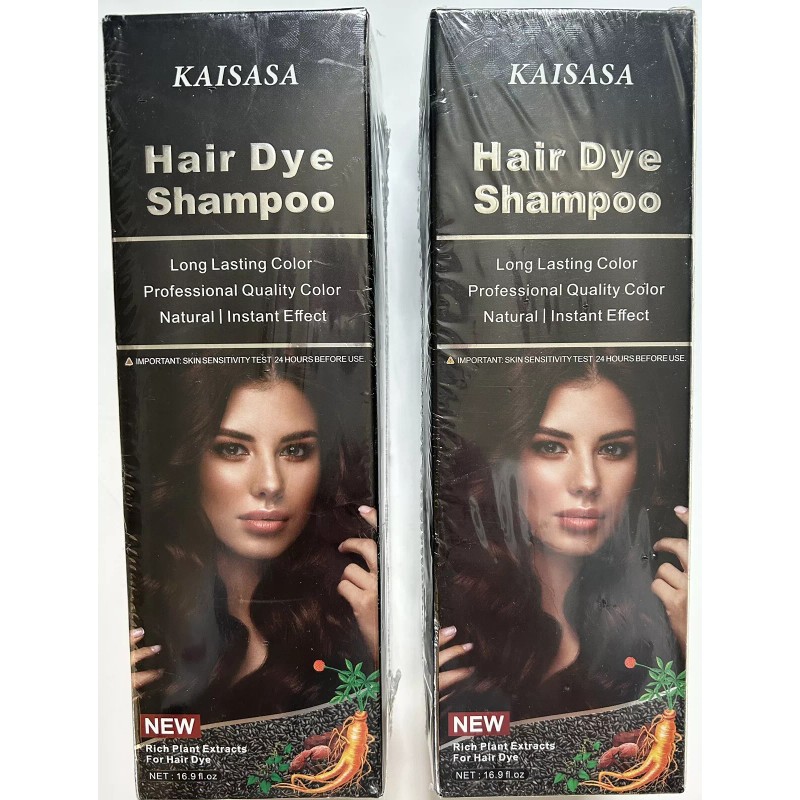 KAISASA
Hair Dye
Shampoo
Long Lasting Color
Professional Quality Color
Natural | Instant Effect
IMPORTANT: SKIN SENSITIVITY TEST 24 HOURS BEFORE USE.
NEW
Rich Plant Extracts
For Hair Dye
NET : 16.9 fl.oz
KAISASA
Hair Dye
Shampoo
Long Lasting Color
Professional Quality Color
Natural | Instant Effect
IMPORTANT: SKIN SENSITIVITY TEST 24 HOURS BEFORE USE.
NEW
Rich Plant Extracts
For Hair Dye
NET : 16.9 fl.oz